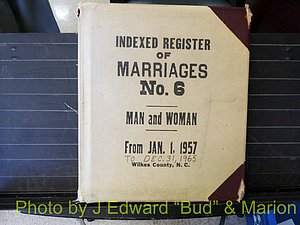 INDEXED REGISTER
OF
MARRIAGES
No. 6
MAN and WOMAN
From JAN. 1, 1957
TO DEC. 31, 1965
Wilkes County, N. C.
Photo by J Edward "Bud" & Marion